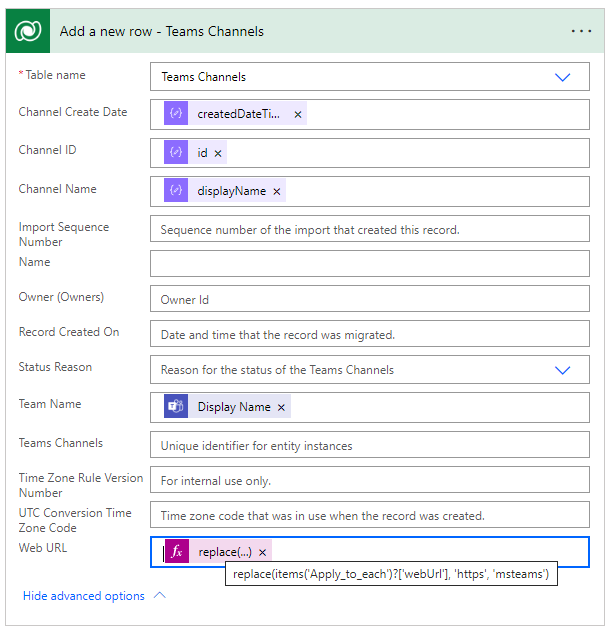 Add a new row - Teams Channels
* Table name
Teams Channels
Channel Create Date
createdDateTi...
Channel ID
id
Channel Name
displayName
Import Sequence
Number
Sequence number of the import that created this record.
Name
Owner (Owners)
Owner Id
Record Created On
Date and time that the record was migrated.
Status Reason
Reason for the status of the Teams Channels
Team Name
Display Name
Teams Channels
Unique identifier for entity instances
Time Zone Rule Version
Number
For internal use only.
UTC Conversion Time
Zone Code
Time zone code that was in use when the record was created.
Web URL
fx replace(...)
replace(items('Apply_to_each')?['webUrl'], 'https', 'msteams')
Hide advanced options